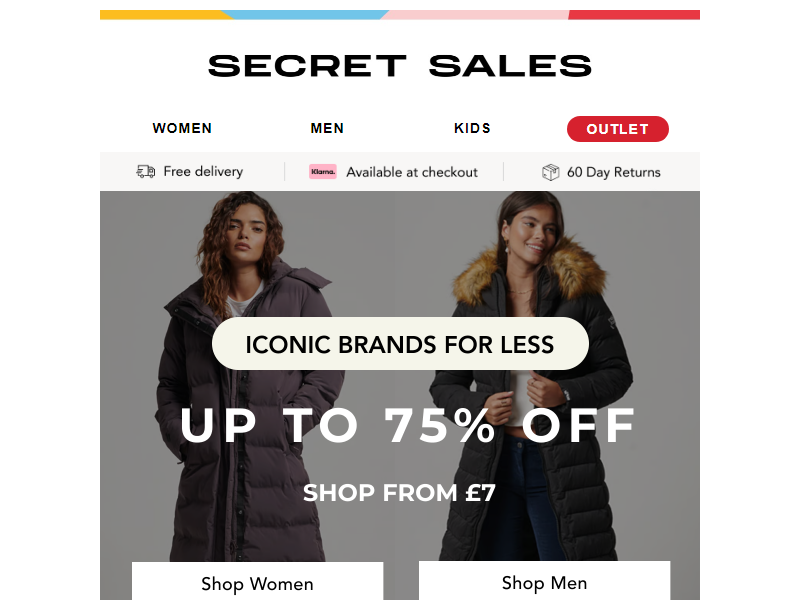 SECRET SALES
WOMEN MEN KIDS OUTLET
Free delivery Klarna. Available at checkout 60 Day Returns
ICONIC BRANDS FOR LESS
UP TO 75% OFF
SHOP FROM £7
Shop Women Shop Men